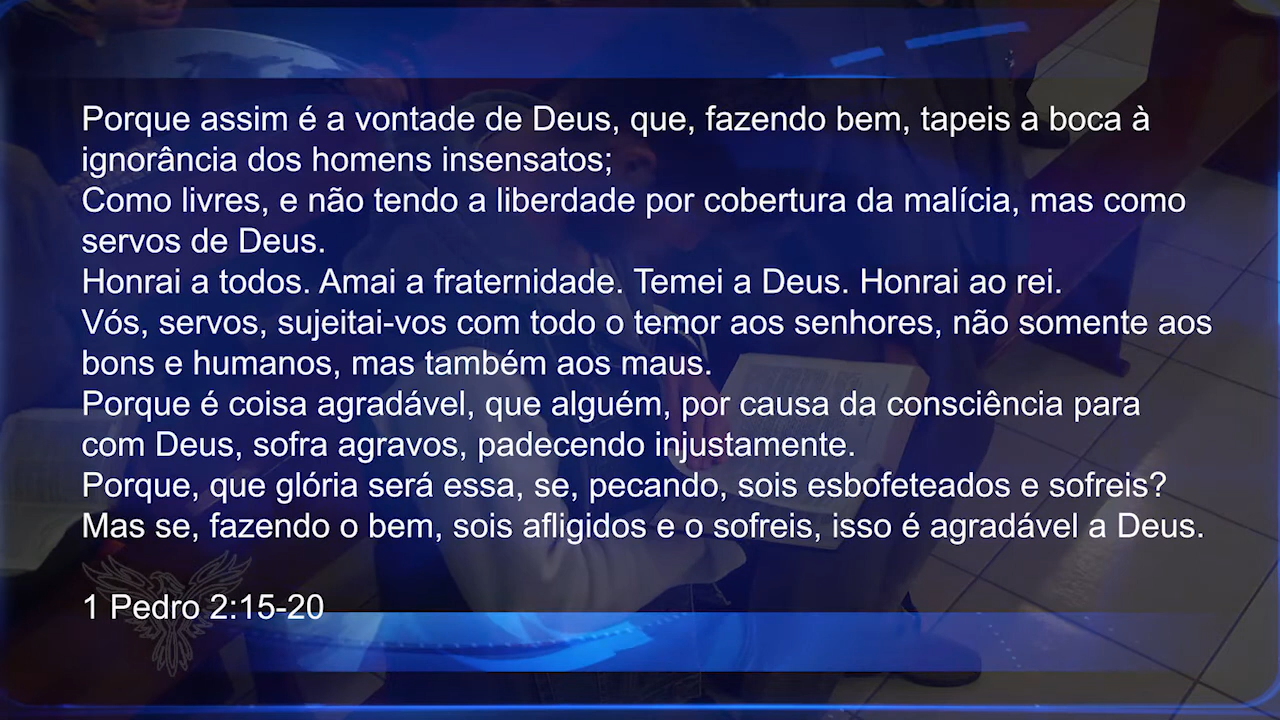 Porque assim é a vontade de Deus, que, fazendo bem, tapeis a boca à
ignorância dos homens insensatos;
Como livres, e não tendo a liberdade por cobertura da malícia, mas como
servos de Deus.
Honrai a todos. Amai a fraternidade. Temei a Deus. Honrai ao rei.
Vós, servos, sujeitai-vos com todo o temor aos senhores, não somente aos
bons e humanos, mas também aos maus.
Porque é coisa agradável, que alguém, por causa da consciência para
com Deus, sofra agravos, padecendo injustamente.
Porque, que glória será essa, se, pecando, sois esbofeteados e sofreis?
Mas se, fazendo o bem, sois afligidos e o sofreis, isso é agradável a Deus.
1 Pedro 2:15-20